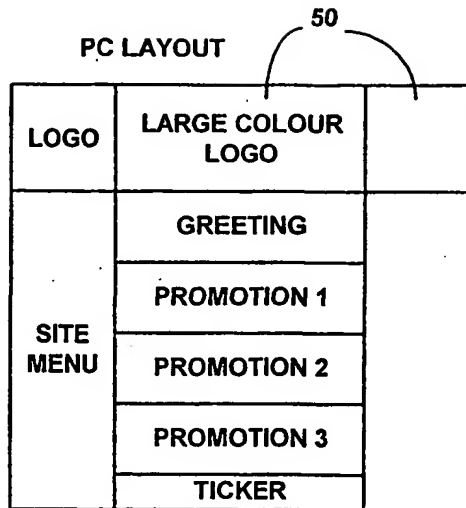 50
PC LAYOUT
LOGO
LARGE COLOUR
LOGO
GREETING
PROMOTION 1
SITE
MENU
PROMOTION 2
PROMOTION 3
TICKER